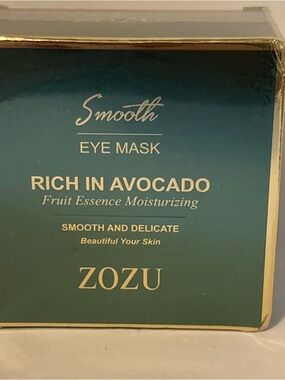 Smooth
EYE MASK
RICH IN AVOCADO
Fruit Essence Moisturizing
SMOOTH AND DELICATE
Beautiful Your Skin
ZOZU